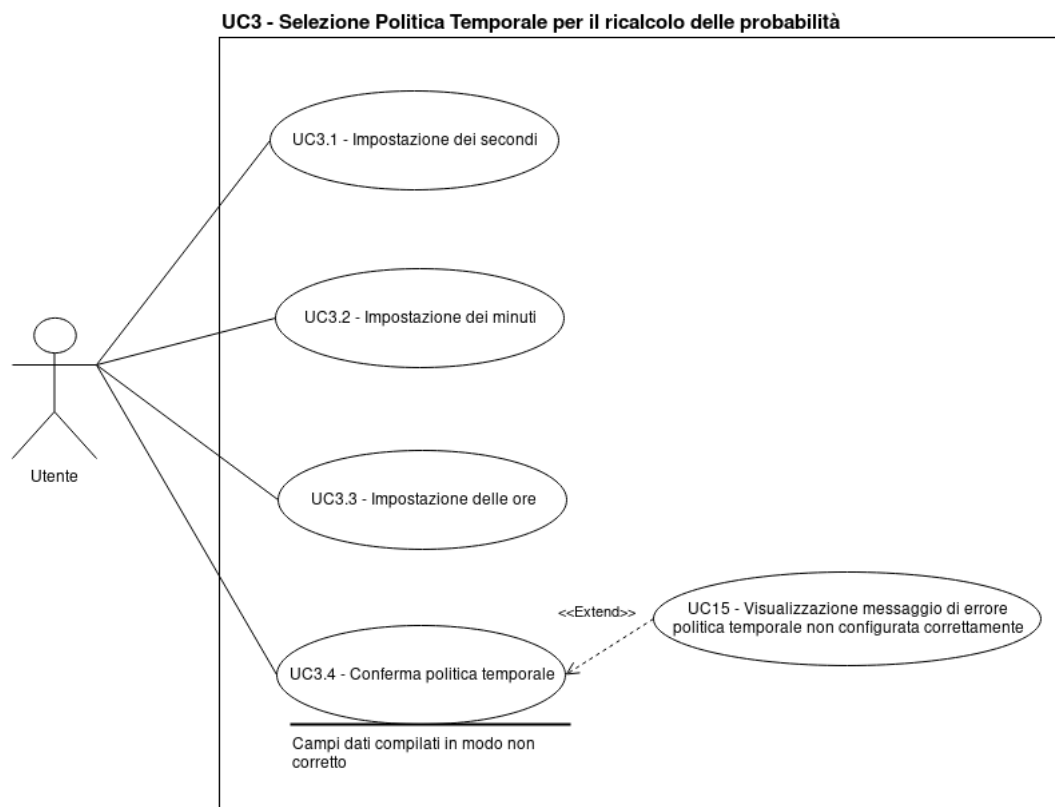 UC3 - Selezione Politica Temporale per il ricalcolo delle probabilità
UC3.1 - Impostazione dei secondi
UC3.2 - Impostazione dei minuti
Utente
UC3.3 - Impostazione delle ore
<<Extend>>
UC15 - Visualizzazione messaggio di errore
politica temporale non configurata correttamente
UC3.4 - Conferma politica temporale
Campi dati compilati in modo non
corretto